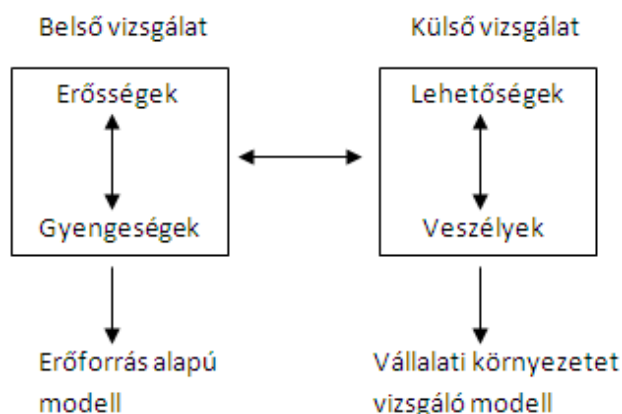 Belső vizsgálat
Külső vizsgálat
Erősségek
Lehetőségek
Gyengeségek
Veszélyek
Erőforrás alapú
modell
Vállalati környezetet
vizsgáló modell